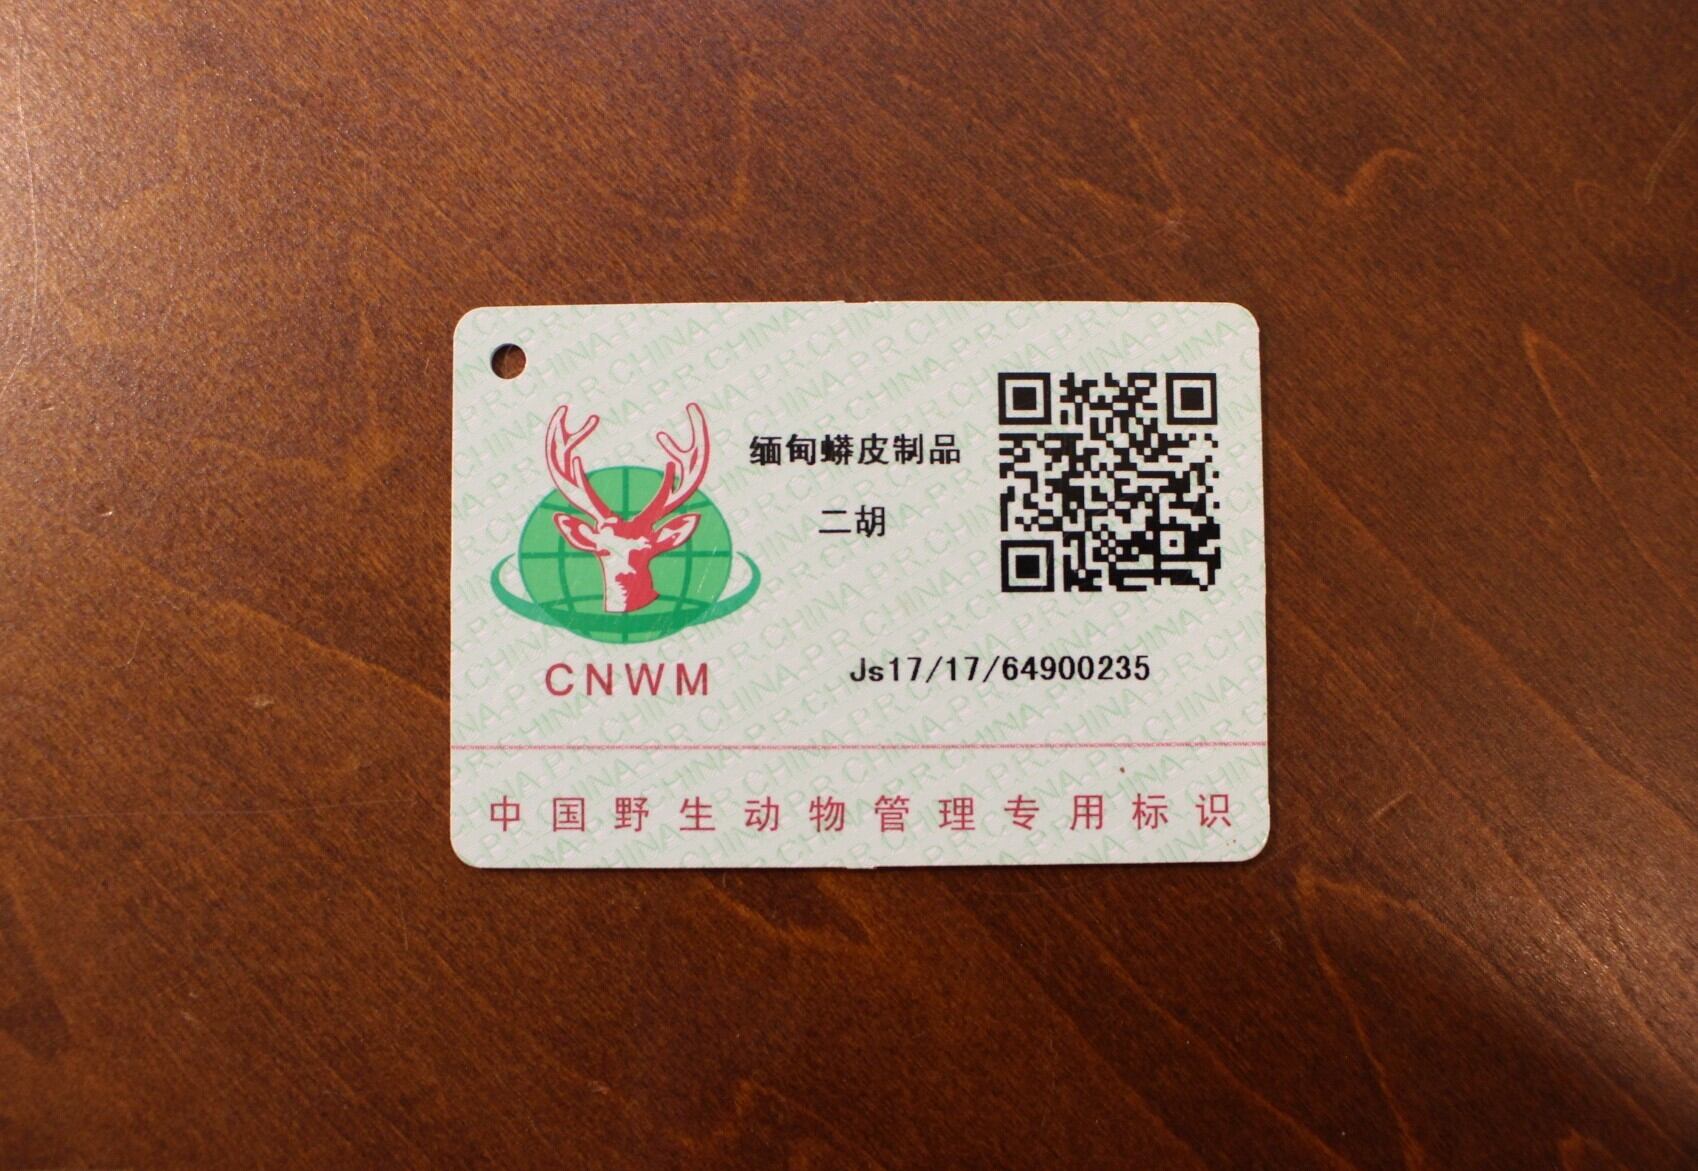 缅甸蟒皮制品
二胡
CNWM
Js17/17/64900235
中国野生动物管理专用标识